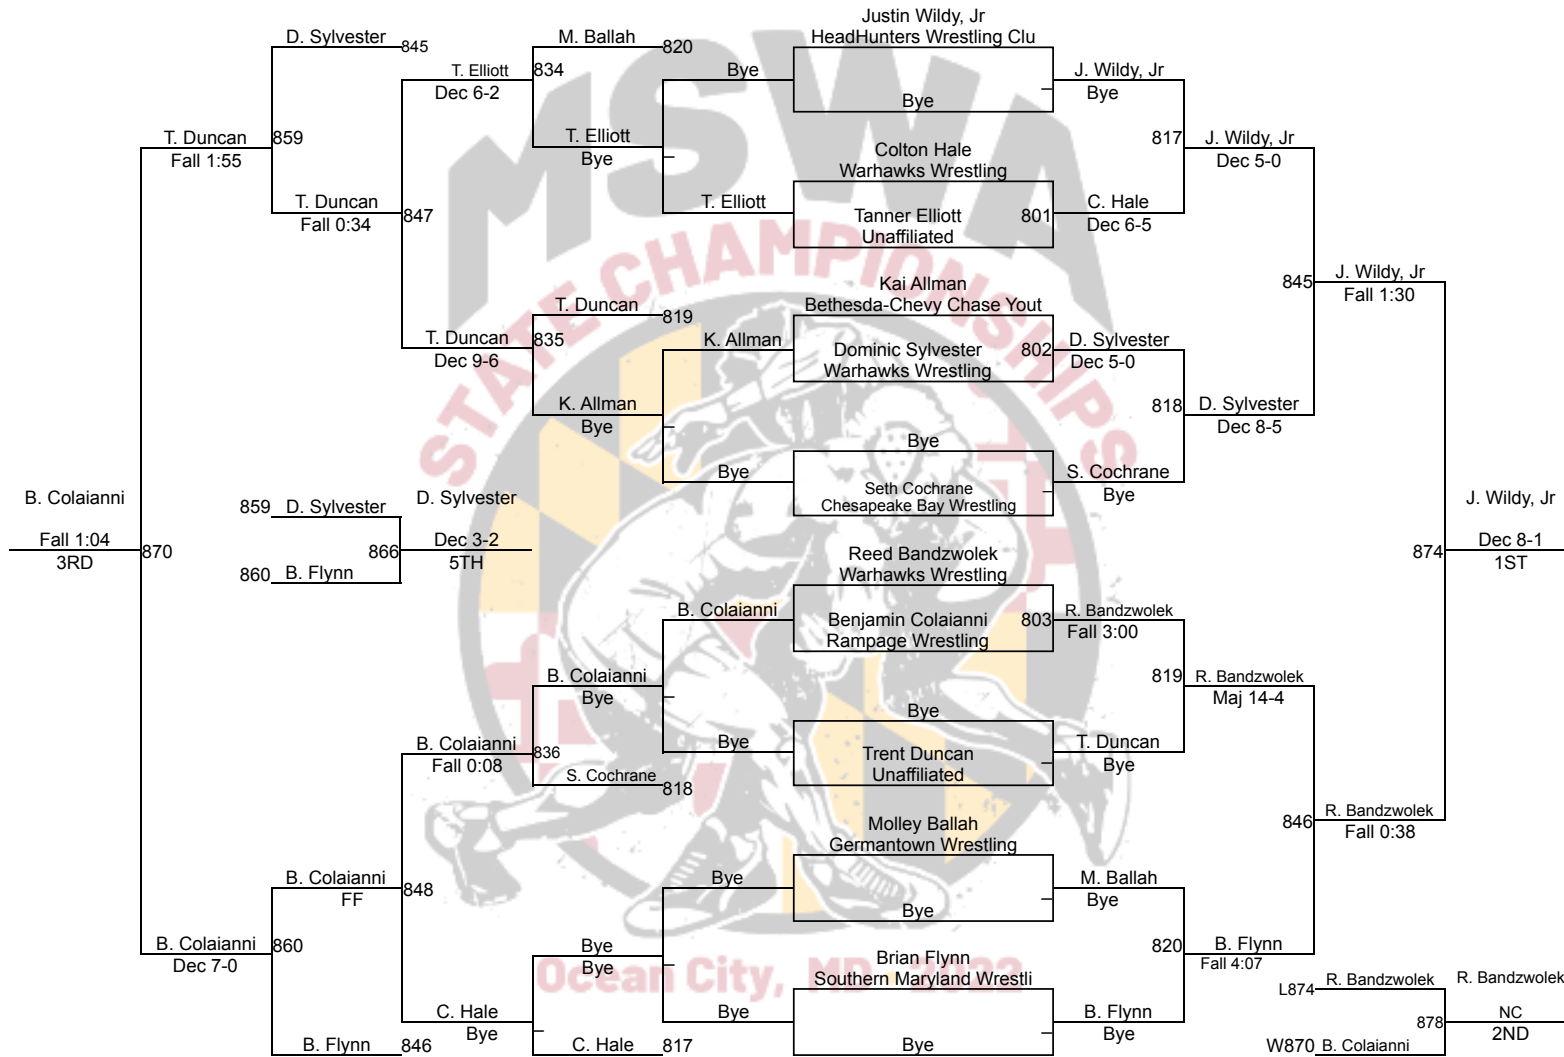 Justin Wildy, Jr
HeadHunters Wrestling Clu
D. Sylvester
845
M. Ballah
820
T. Elliott
834
Dec 6-2
Bye
Bye
J. Wildy, Jr
Bye
T. Duncan
859
Fall 1:55
T. Elliott
Bye
817
J. Wildy, Jr
Dec 5-0
Colton Hale
Warhawks Wrestling
T. Duncan
847
Fall 0:34
T. Elliott
Tanner Elliott
Unaffiliated
801
C. Hale
Dec 6-5
MSWA
STATE CHAMPIONSHIPS
Kai Allman
Bethesda-Chevy Chase Yout
845
J. Wildy, Jr
Fall 1:30
T. Duncan
819
T. Duncan
835
Dec 9-6
K. Allman
Dominic Sylvester
Warhawks Wrestling
802
D. Sylvester
Dec 5-0
K. Allman
Bye
818
D. Sylvester
Dec 8-5
Bye
Bye
Seth Cochrane
Chesapeake Bay Wrestling
S. Cochrane
Bye
B. Colaianni
859
D. Sylvester
D. Sylvester
J. Wildy, Jr
Fall 1:04
3RD
870
866
Dec 3-2
5TH
874
Dec 8-1
1ST
860
B. Flynn
Reed Bandzwolek
Warhawks Wrestling
B. Colaianni
Benjamin Colaianni
Rampage Wrestling
803
R. Bandzwolek
Fall 3:00
B. Colaianni
Bye
819
R. Bandzwolek
Maj 14-4
Bye
B. Colaianni
836
Fall 0:08
Bye
Trent Duncan
Unaffiliated
T. Duncan
Bye
S. Cochrane
818
Molley Ballah
Germantown Wrestling
846
R. Bandzwolek
Fall 0:38
B. Colaianni
848
FF
Bye
Bye
M. Ballah
Bye
B. Colaianni
860
Dec 7-0
Bye
Bye
820
B. Flynn
Fall 4:07
Brian Flynn
Southern Maryland Wrestli
Ocean City, MD - 2022
L874
R. Bandzwolek
R. Bandzwolek
C. Hale
Bye
Bye
B. Flynn
Bye
878
NC
2ND
B. Flynn
846
C. Hale
817
Bye
W870
B. Colaianni